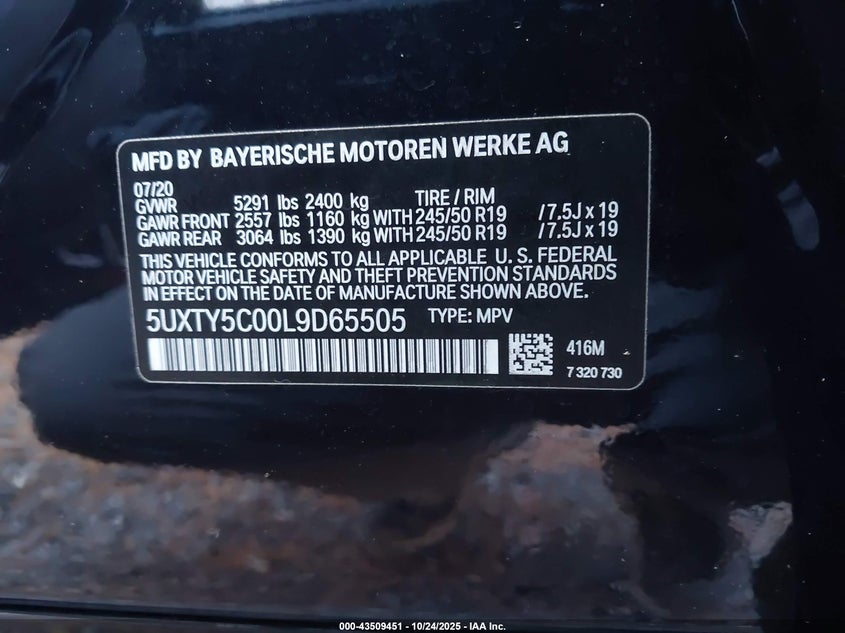 MFD BY BAYERISCHE MOTOREN WERKE AG
07/20
GVWR 5291 lbs 2400 kg TIRE / RIM
GAWR FRONT 2557 lbs 1160 kg WITH 245/50 R19 / 7.5J x 19
GAWR REAR 3064 lbs 1390 kg WITH 245/50 R19 / 7.5J x 19
THIS VEHICLE CONFORMS TO ALL APPLICABLE U. S. FEDERAL
MOTOR VEHICLE SAFETY AND THEFT PREVENTION STANDARDS
IN EFFECT ON THE DATE OF MANUFACTURE SHOWN ABOVE.
5UXTY5C00L9D65505 TYPE: MPV
416M
7 320 730
000-43509451 - 10/24/2025 - IAA Inc.